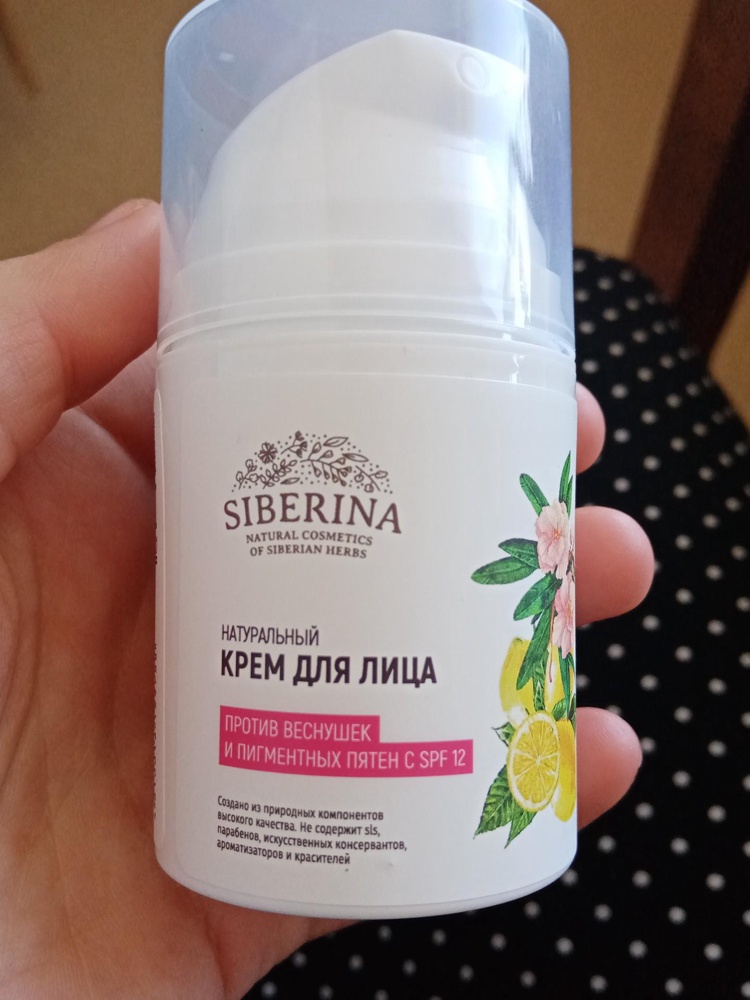 SIBERINA
NATURAL COSMETICS
OF SIBERIAN HERBS
НАТУРАЛЬНЫЙ
КРЕМ ДЛЯ ЛИЦА
ПРОТИВ ВЕСНУШЕК
И ПИГМЕНТНЫХ ПЯТЕН С SPF 12
Создано из природных компонентов
высокого качества. Не содержит sls,
парабенов, искусственных консервантов,
ароматизаторов и красителей